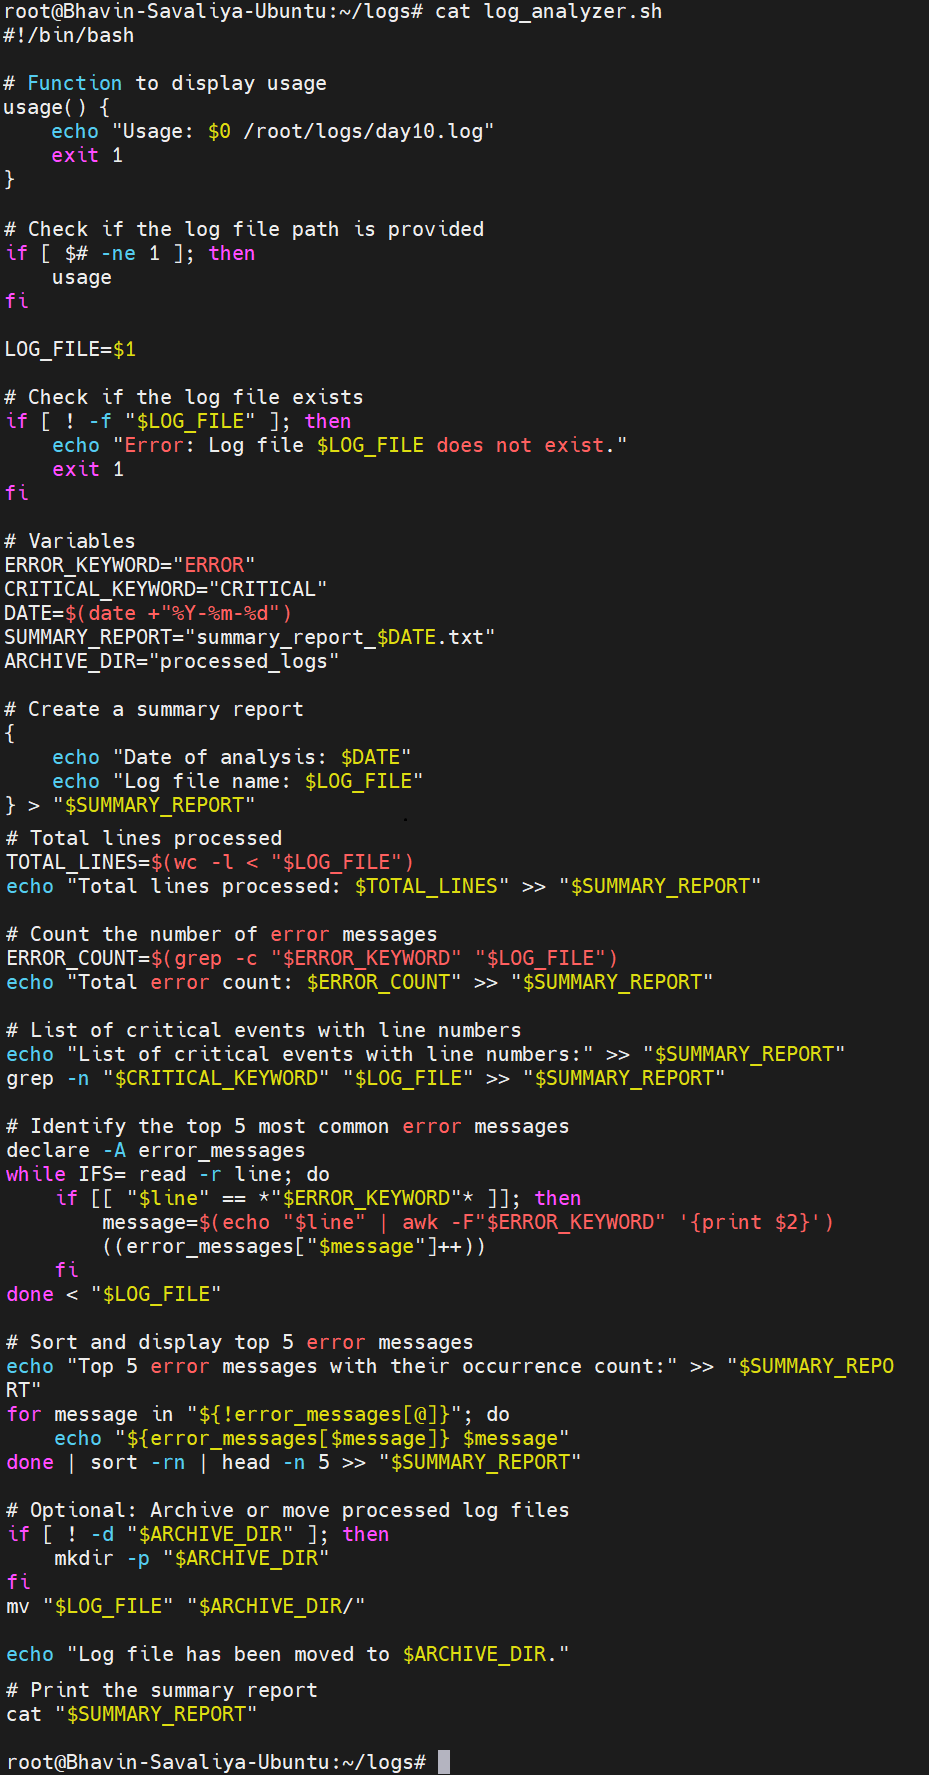 root@Bhavin-Savaliya-Ubuntu:~/logs# cat log_analyzer.sh
#!/bin/bash

# Function to display usage
usage() {
    echo "Usage: $0 /root/logs/day10.log"
    exit 1
}

# Check if the log file path is provided
if [ $# -ne 1 ]; then
    usage
fi

LOG_FILE=$1

# Check if the log file exists
if [ ! -f "$LOG_FILE" ]; then
    echo "Error: Log file $LOG_FILE does not exist."
    exit 1
fi

# Variables
ERROR_KEYWORD="ERROR"
CRITICAL_KEYWORD="CRITICAL"
DATE=$(date +"%Y-%m-%d")
SUMMARY_REPORT="summary_report_$DATE.txt"
ARCHIVE_DIR="processed_logs"

# Create a summary report
{
    echo "Date of analysis: $DATE"
    echo "Log file name: $LOG_FILE"
} > "$SUMMARY_REPORT"
# Total lines processed
TOTAL_LINES=$(wc -l < "$LOG_FILE")
echo "Total lines processed: $TOTAL_LINES" >> "$SUMMARY_REPORT"

# Count the number of error messages
ERROR_COUNT=$(grep -c "$ERROR_KEYWORD" "$LOG_FILE")
echo "Total error count: $ERROR_COUNT" >> "$SUMMARY_REPORT"

# List of critical events with line numbers
echo "List of critical events with line numbers:" >> "$SUMMARY_REPORT"
grep -n "$CRITICAL_KEYWORD" "$LOG_FILE" >> "$SUMMARY_REPORT"

# Identify the top 5 most common error messages
declare -A error_messages
while IFS= read -r line; do
    if [[ "$line" == *"$ERROR_KEYWORD"* ]]; then
        message=$(echo "$line" | awk -F"$ERROR_KEYWORD" '{print $2}')
        ((error_messages["$message"]++))
    fi
done < "$LOG_FILE"

# Sort and display top 5 error messages
echo "Top 5 error messages with their occurrence count:" >> "$SUMMARY_REPO
RT"
for message in "${!error_messages[@]}"; do
    echo "${error_messages[$message]} $message"
done | sort -rn | head -n 5 >> "$SUMMARY_REPORT"

# Optional: Archive or move processed log files
if [ ! -d "$ARCHIVE_DIR" ]; then
    mkdir -p "$ARCHIVE_DIR"
fi
mv "$LOG_FILE" "$ARCHIVE_DIR/"

echo "Log file has been moved to $ARCHIVE_DIR."
# Print the summary report
cat "$SUMMARY_REPORT"

root@Bhavin-Savaliya-Ubuntu:~/logs#